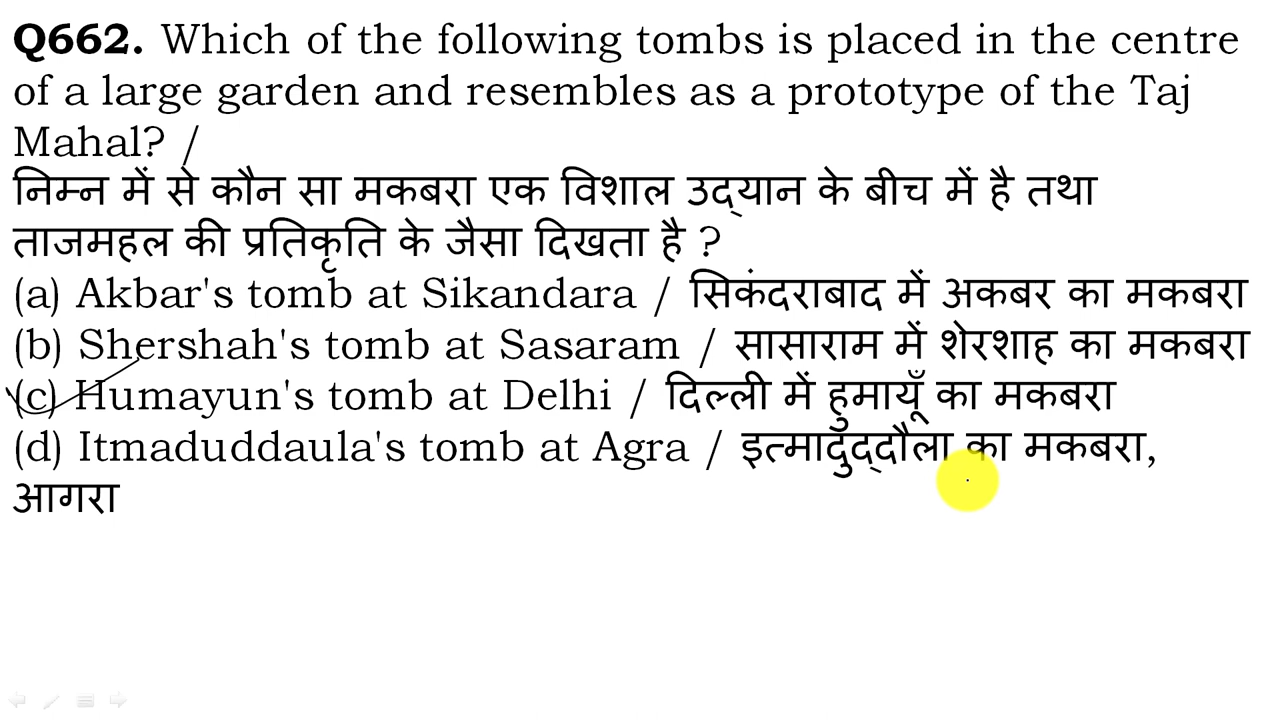 Q662. Which of the following tombs is placed in the centre
of a large garden and resembles as a prototype of the Taj
Mahal? /
निम्न में से कौन सा मकबरा एक विशाल उद्यान के बीच में है तथा
ताजमहल की प्रतिकृति के जैसा दिखता है ?
(a) Akbar's tomb at Sikandara / सिकंदराबाद में अकबर का मकबरा
(b) Shershah's tomb at Sasaram / सासाराम में शेरशाह का मकबरा
(c) Humayun's tomb at Delhi / दिल्ली में हुमायूँ का मकबरा
(d) Itmaduddaula's tomb at Agra / इत्मादुद्दौला का मकबरा,
आगरा